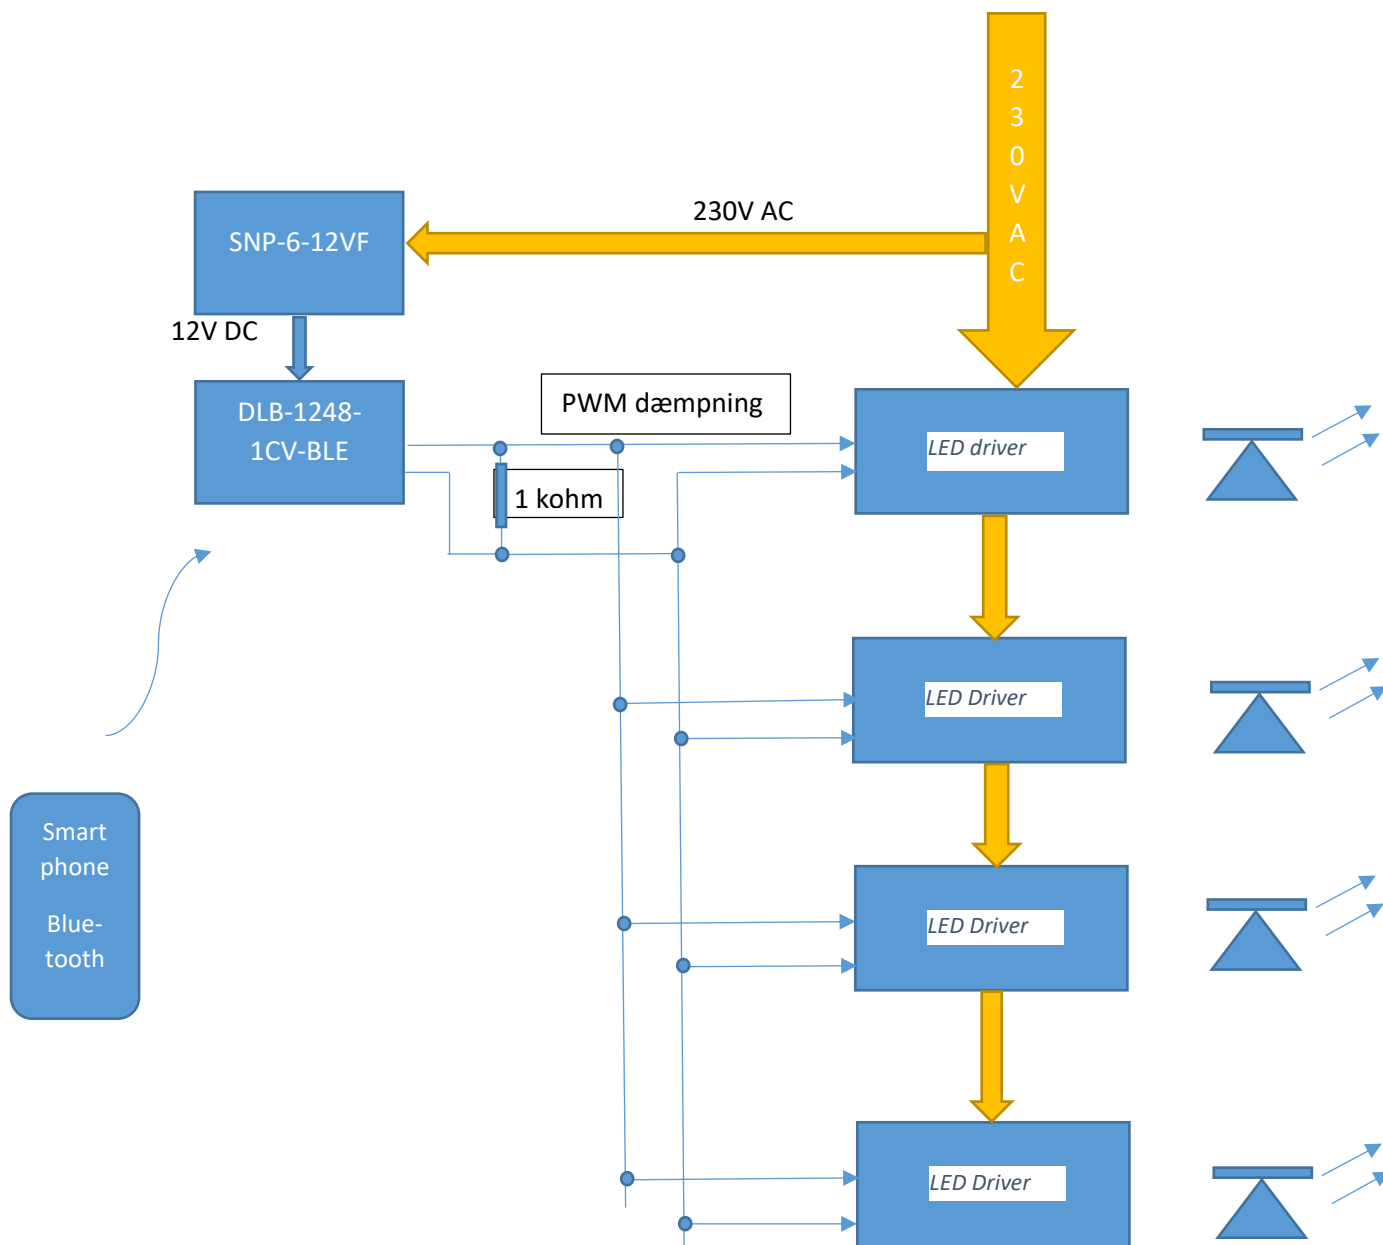 2
3
0
V
A
C
230V AC
SNP-6-12VF
12V DC
DLB-1248-
1CV-BLE
PWM dæmpning
1 kohm
LED driver
LED Driver
Smart
phone
Blue-
tooth
LED Driver
LED Driver